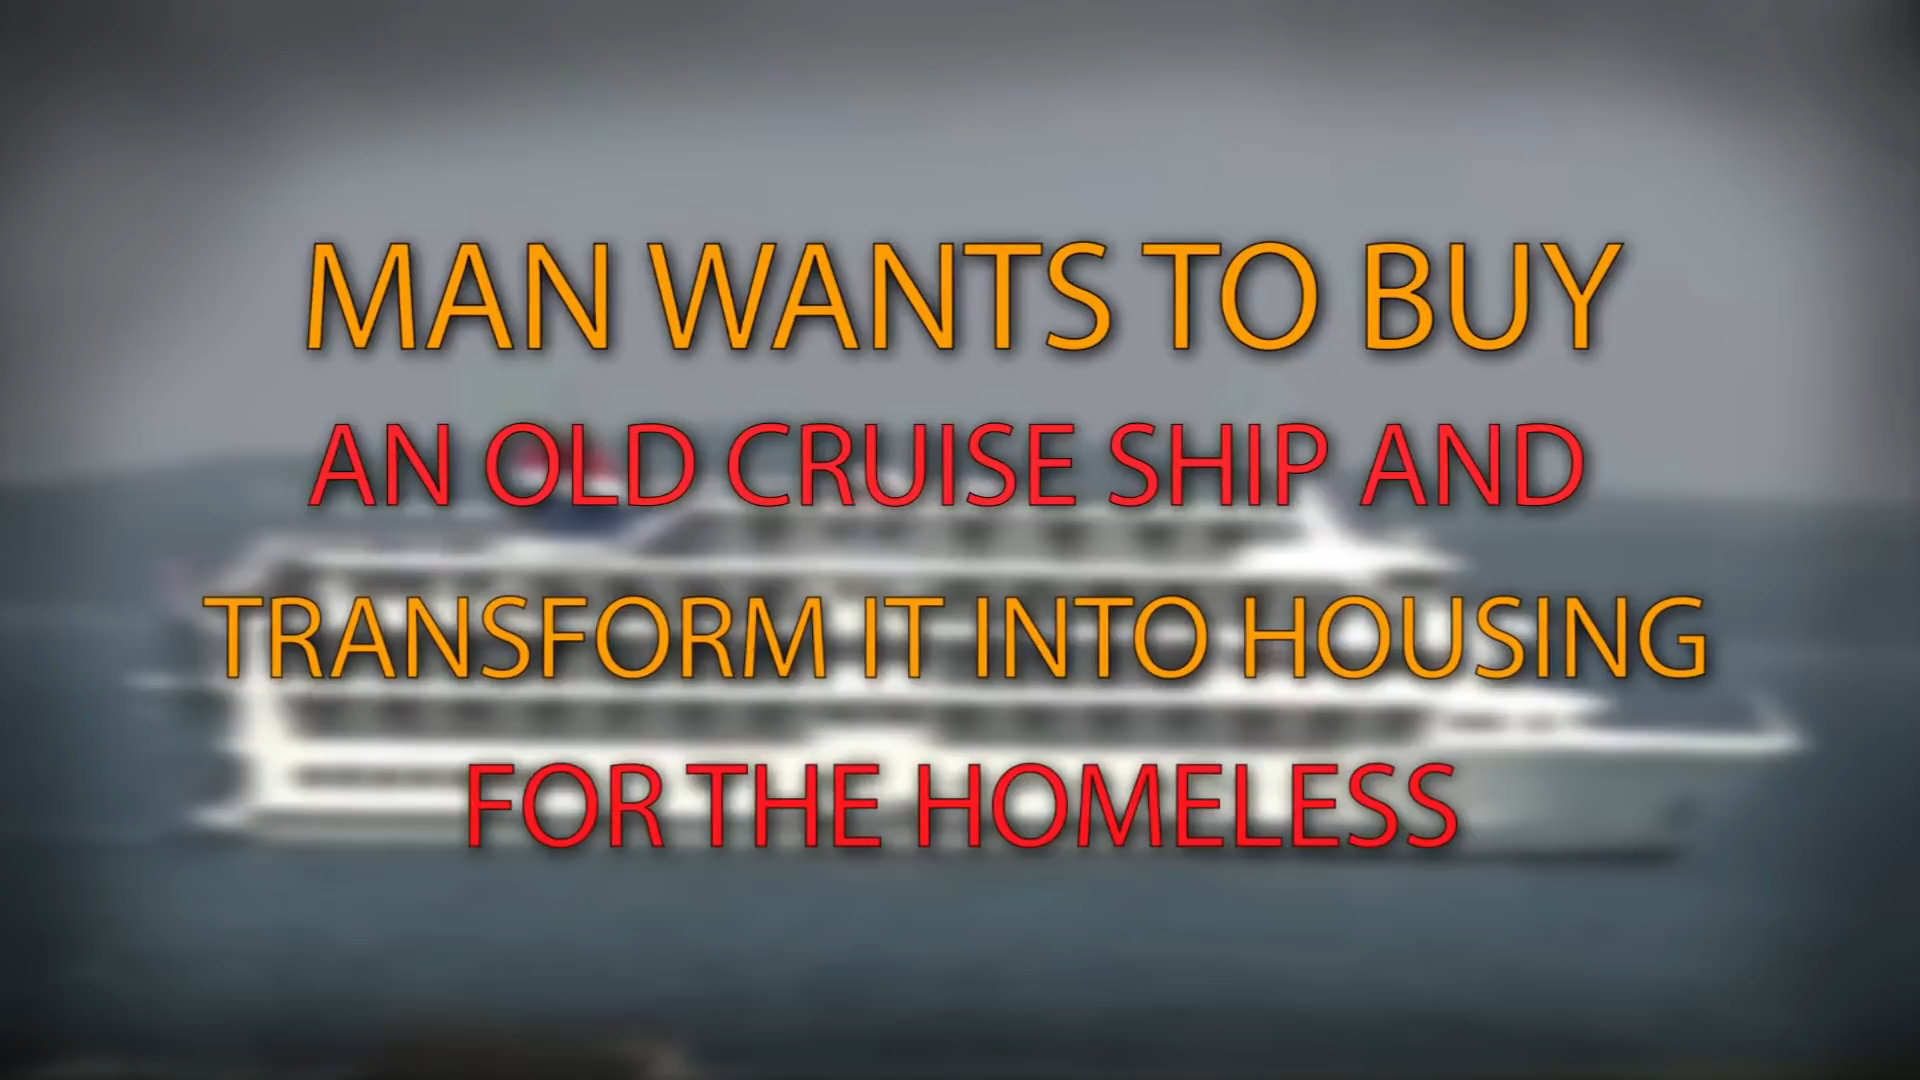 MAN WANTS TO BUY
AN OLD CRUISE SHIP AND
TRANSFORM IT INTO HOUSING
FOR THE HOMELESS